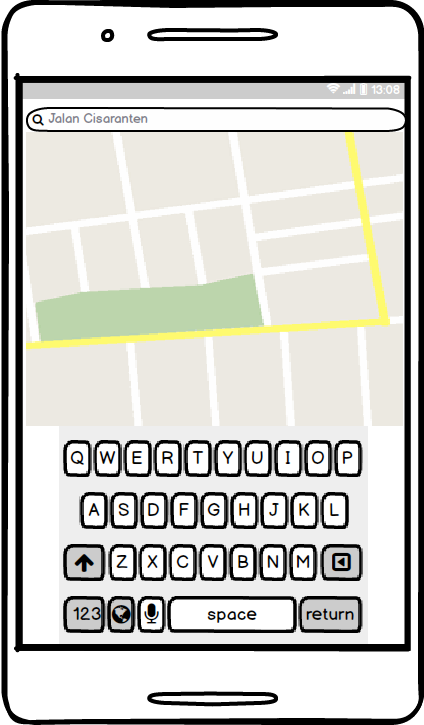 13:08
Jalan Cisaranten
Q W E R T Y U I O P
A S D F G H J K L
Z X C V B N M
123 space return